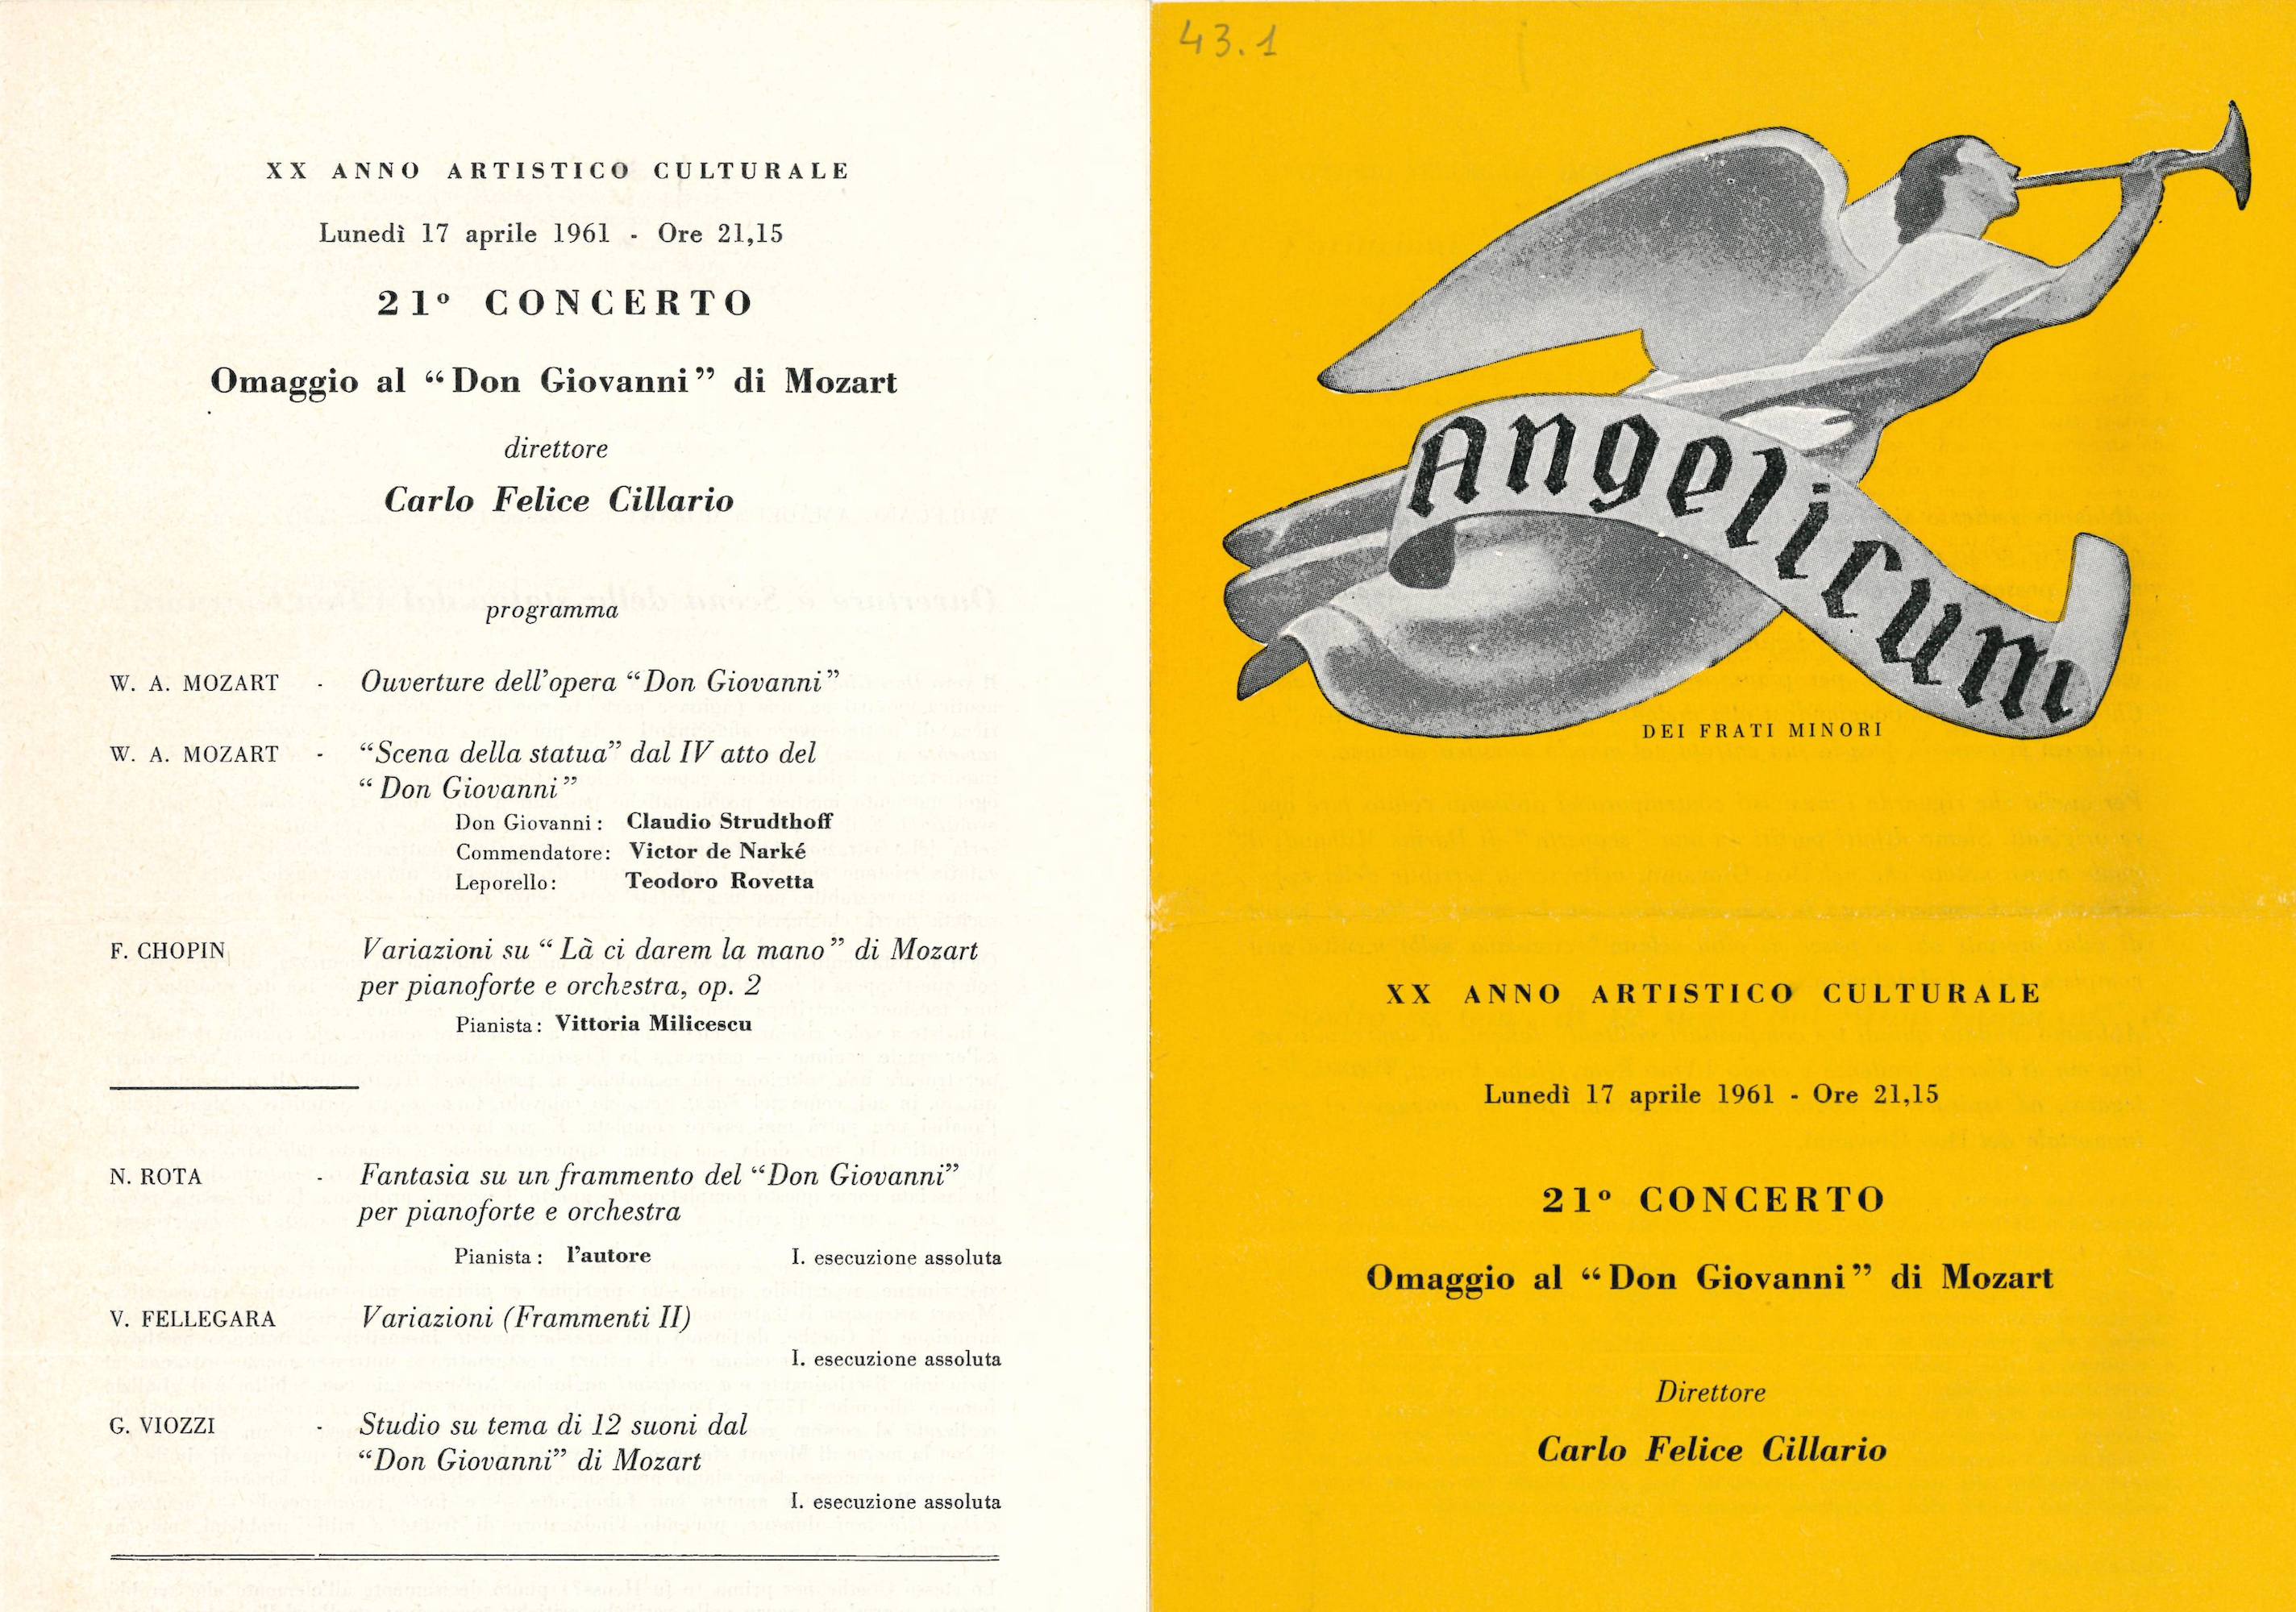 XX ANNO ARTISTICO CULTURALE
Lunedì 17 aprile 1961 - Ore 21,15
21º CONCERTO
Omaggio al “Don Giovanni” di Mozart
direttore
Carlo Felice Cillario
programma
W. A. MOZART - Ouverture dell'opera “Don Giovanni”
W. A. MOZART - “Scena della statua” dal IV atto del
“Don Giovanni”
Don Giovanni: Claudio Strudthoff
Commendatore: Victor de Narké
Leporello: Teodoro Rovetta
F. CHOPIN Variazioni su “Là ci darem la mano” di Mozart
per pianoforte e orchestra, op. 2
Pianista: Vittoria Milicescu
N. ROTA - Fantasia su un frammento del “Don Giovanni”
per pianoforte e orchestra
Pianista: l'autore I. esecuzione assoluta
V. FELLEGARA Variazioni (Frammenti II)
I. esecuzione assoluta
G. VIOZZI - Studio su tema di 12 suoni dal
“Don Giovanni” di Mozart
I. esecuzione assoluta
43.1
Angelicum
DEI FRATI MINORI
XX ANNO ARTISTICO CULTURALE
Lunedì 17 aprile 1961 - Ore 21,15
21º CONCERTO
Omaggio al “Don Giovanni” di Mozart
Direttore
Carlo Felice Cillario